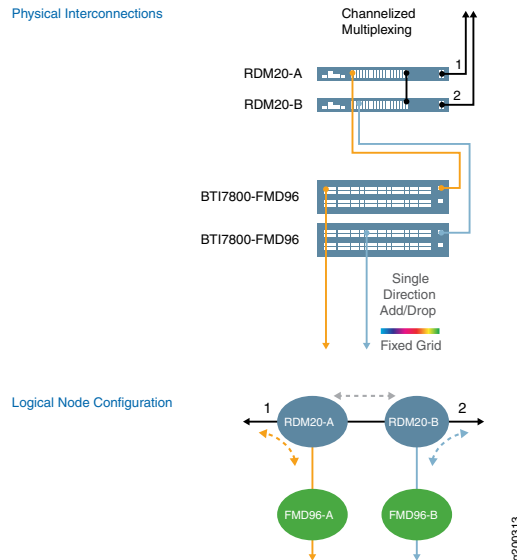 Physical Interconnections
Channelized
Multiplexing
RDM20-A
1
RDM20-B
2
BTI7800-FMD96
BTI7800-FMD96
Single
Direction
Add/Drop
Fixed Grid
Logical Node Configuration
1
2
RDM20-A
RDM20-B
FMD96-A
FMD96-B